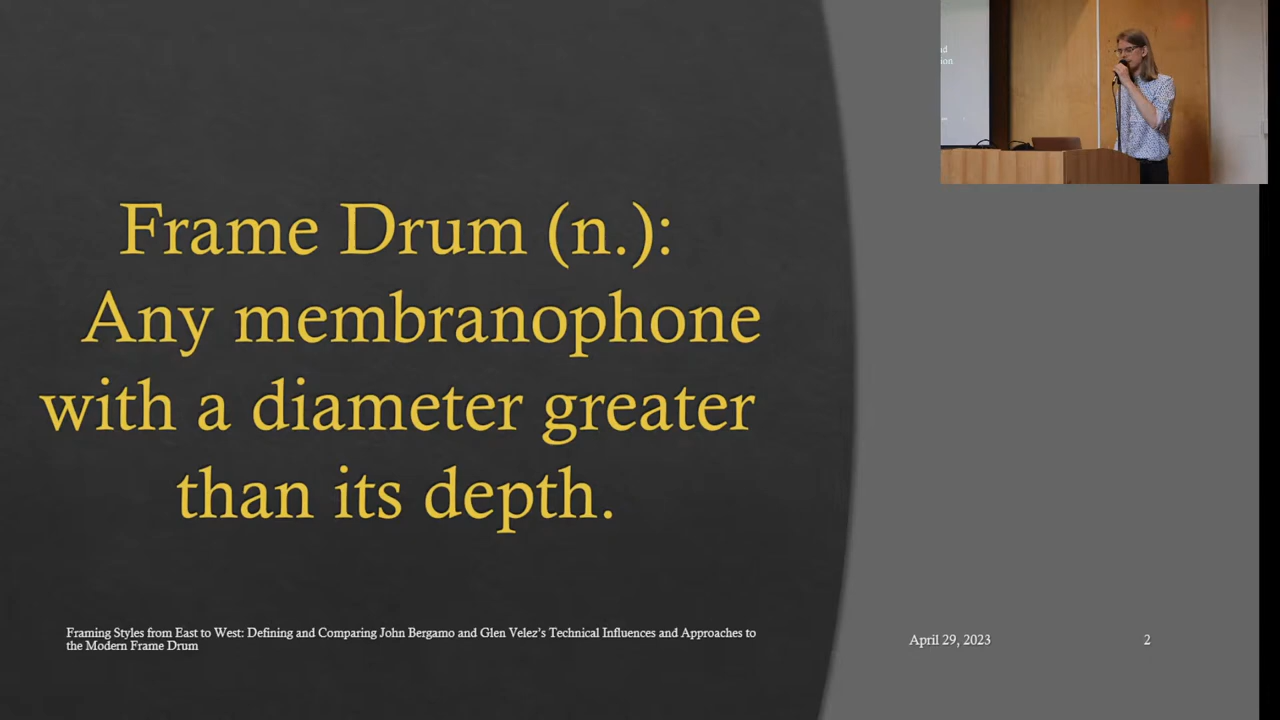 Frame Drum (n.):
Any membranophone
with a diameter greater
than its depth.
Framing Styles from East to West: Defining and Comparing John Bergamo and Glen Velez's Technical Influences and Approaches to
the Modern Frame Drum
April 29, 2023
2